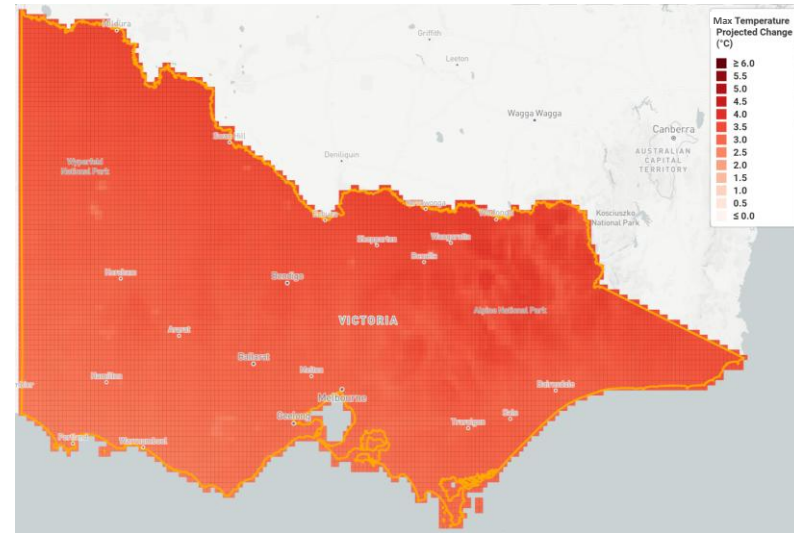 Max Temperature
Projected Change
(°C)
≥ 6.0
5.5
5.0
4.5
4.0
3.5
3.0
2.5
2.0
1.5
1.0
0.5
≤ 0.0
Griffith
Leeton
Wagga Wagga
Canberra
AUSTRALIAN
CAPITAL
TERRITORY
Swan Hill
Deniliquin
Wyperfeld
National Park
Kosciuszko
National Park
Shepparton
Wangaratta
Benalla
Horsham
Bendigo
Alpine National Park
VICTORIA
Ararat
Ballarat
Melton
Hamilton
Melbourne
Bairnsdale
Geelong
Sale
Traralgon
Portland
Warrnambool